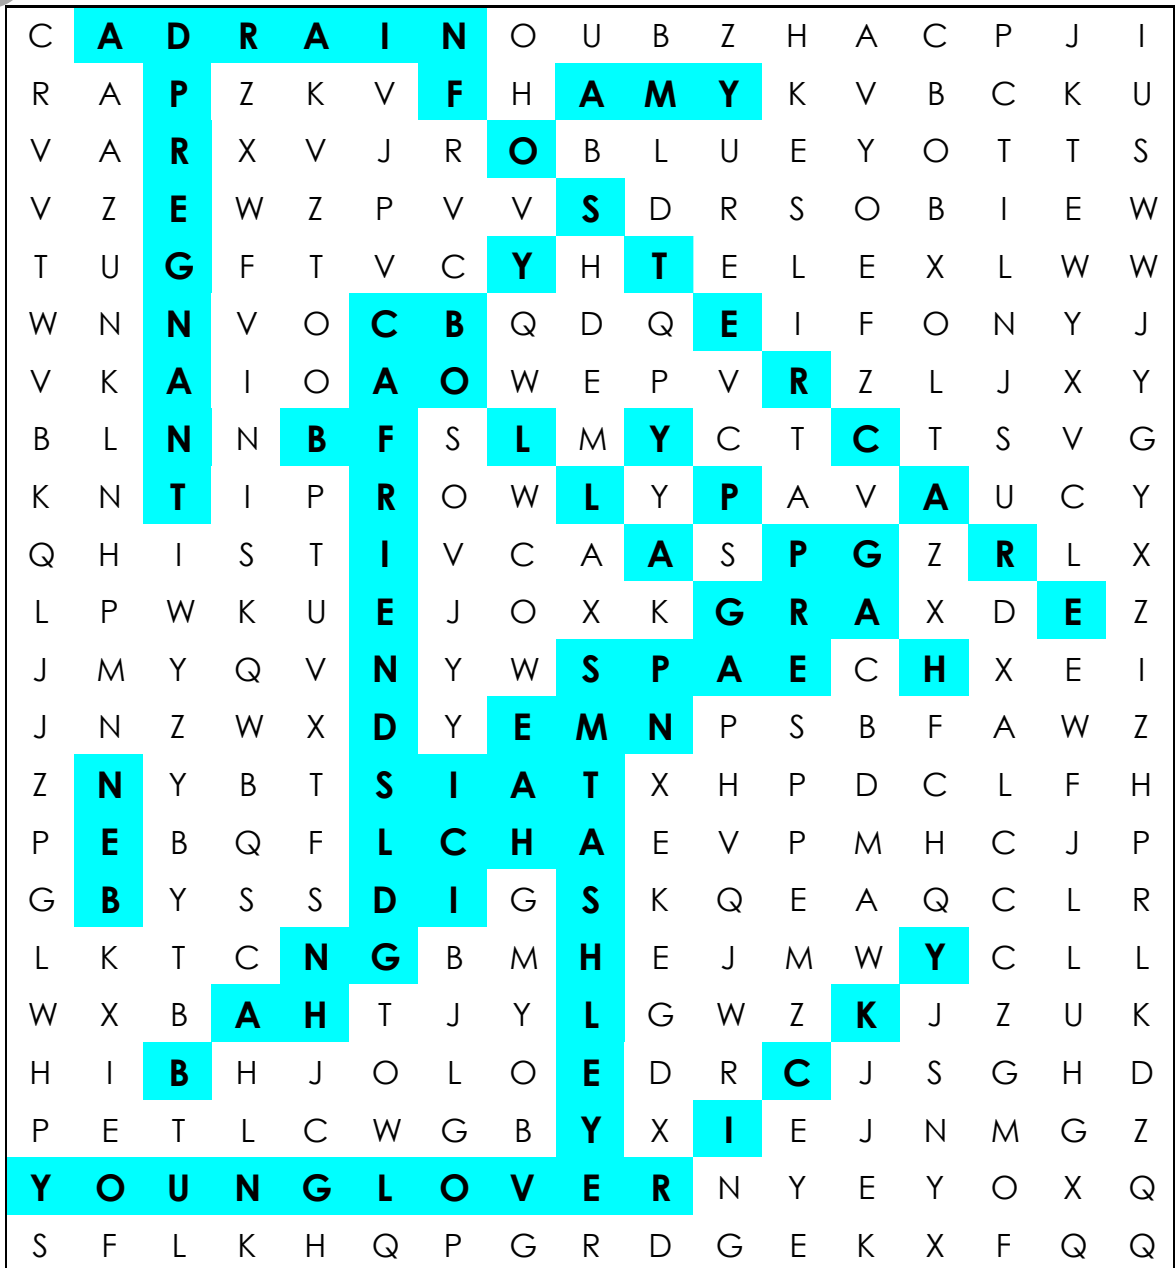 C A D R A I N O U B Z H A C P J I
R A P Z K V F H A M Y K V B C K U
V A R X V J R O B L U E Y O T T S
V Z E W Z P V V S D R S O B I E W
T U G F T V C Y H T E L E X L W W
W N N V O C B Q D Q E I F O N Y J
V K A I O A O W E P V R Z L J X Y
B L N N B F S L M Y C T C T S V G
K N T I P R O W L Y P A V A U C Y
Q H I S T I V C A A S P G Z R L X
L P W K U E J O X K G R A X D E Z
J M Y Q V N Y W S P A E C H X E I
J N Z W X D Y E M N P S B F A W Z
Z N Y B T S I A T X H P D C L F H
P E B Q F L C H A E V P M H C J P
G B Y S S D I G S K Q E A Q C L R
L K T C N G B M H E J M W Y C L L
W X B A H T J Y L G W Z K J Z U K
H I B H J O L O E D R C J S G H D
P E T L C W G B Y X I E J N M G Z
Y O U N G L O V E R N Y E Y O X Q
S F L K H Q P G R D G E K X F Q Q